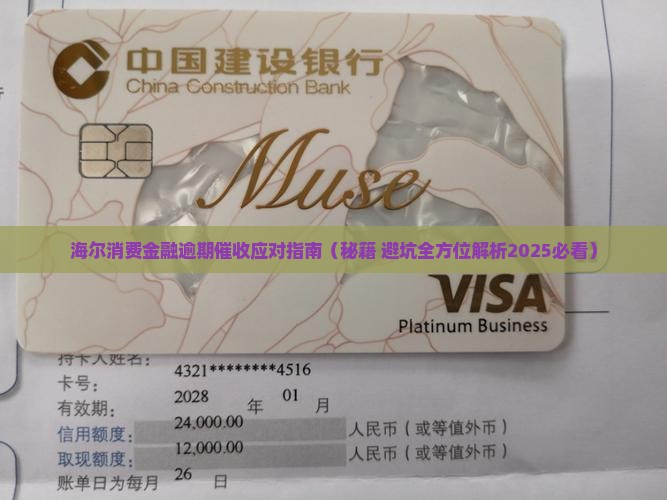 中国建设银行
China Construction Bank
Muse
海尔消费金融逾期催收应对指南（秘籍 避坑全方位解析2025必看）
VISA
Platinum Business
持卡人姓名：
卡号： 4321********4516
有效期： 2028 年 01 月
信用额度： 24,000.00 人民币（或等值外币）
取现额度： 12,000.00 人民币（或等值外币）
账单日为每月 26 日